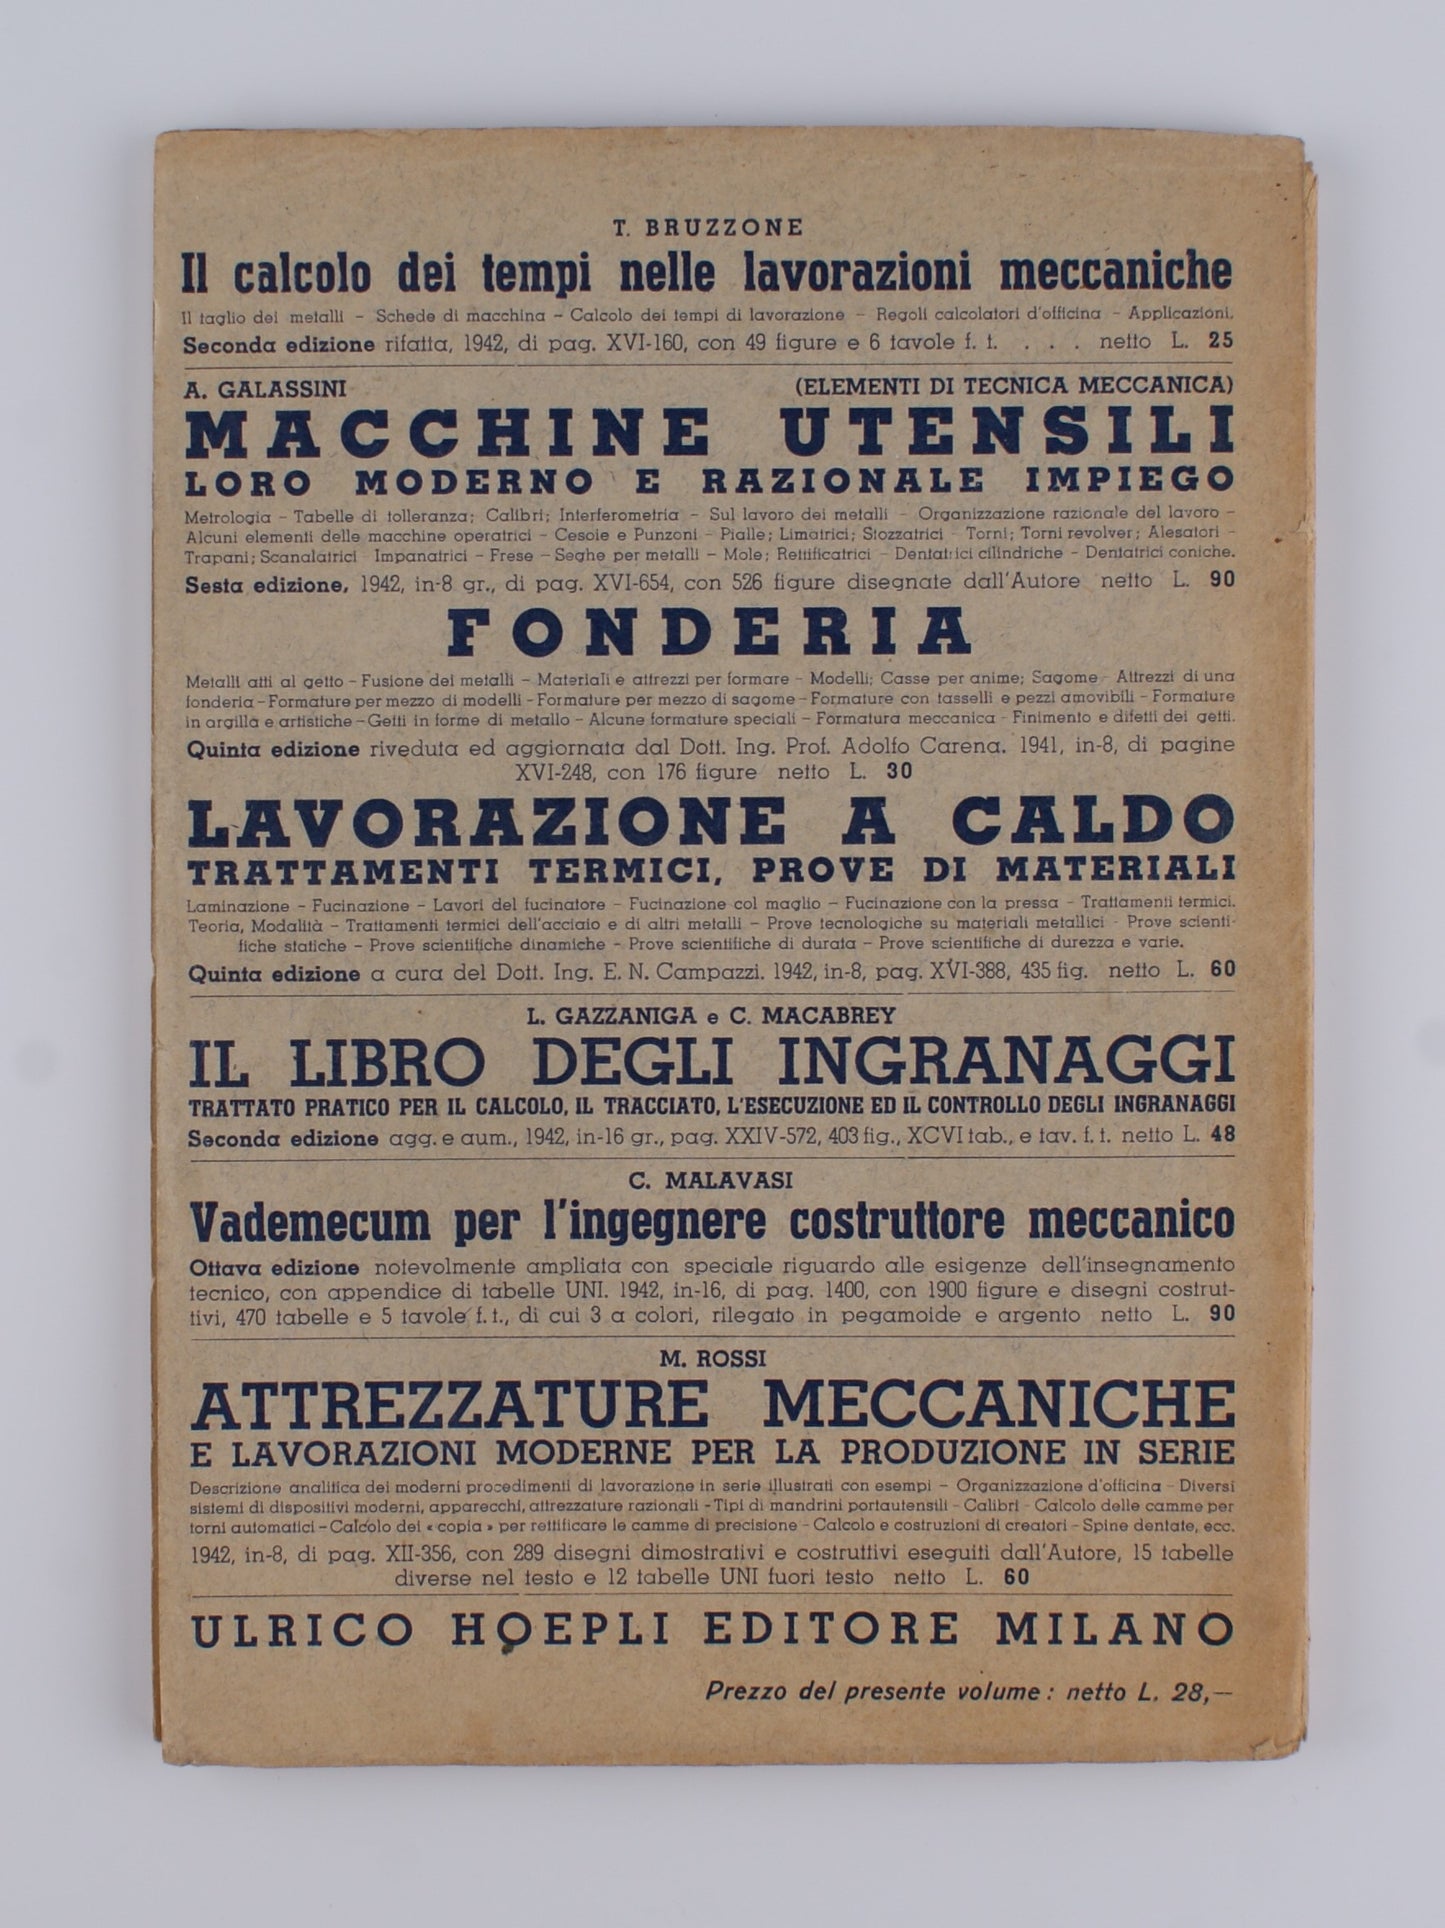 T. BRUZZONE
Il calcolo dei tempi nelle lavorazioni meccaniche
Il taglio dei metalli – Schede di macchina – Calcolo dei tempi di lavorazione – Regoli calcolatori d'officina – Applicazioni.
Seconda edizione rifatta, 1942, di pag. XVI-160, con 49 figure e 6 tavole f. t. . . . . netto L. 25
A. GALASSINI (ELEMENTI DI TECNICA MECCANICA)
MACCHINE UTENSILI
LORO MODERNO E RAZIONALE IMPIEGO
Metrologia – Tabelle di tolleranza; Calibri; Interferometria – Sul lavoro dei metalli – Organizzazione razionale del lavoro –
Alcuni elementi delle macchine operatrici – Cesoie e Punzoni – Pialle; Limatrici; Stozzatrici – Torni; Torni revolver; Alesatori –
Trapani; Scanalatrici – Impanatrici – Frese – Seghe per metalli – Mole; Rettificatrici – Dentatrici cilindriche – Dentatrici coniche.
Sesta edizione, 1942, in-8 gr., di pag. XVI-654, con 526 figure disegnate dall'Autore netto L. 90
FONDERIA
Metalli atti al getto – Fusione dei metalli – Materiali e attrezzi per formare – Modelli; Casse per anime; Sagome – Attrezzi di una
fonderia – Formature per mezzo di modelli – Formature per mezzo di sagome – Formature con tasselli e pezzi amovibili – Formature
in argilla e artistiche – Getti in forme di metallo – Alcune formature speciali – Formatura meccanica – Finimento e difetti dei getti.
Quinta edizione riveduta ed aggiornata dal Dott. Ing. Prof. Adolfo Carena. 1941, in-8, di pagine
XVI-248, con 176 figure netto L. 30
LAVORAZIONE A CALDO
TRATTAMENTI TERMICI, PROVE DI MATERIALI
Laminazione – Fucinazione – Lavori del fucinatore – Fucinazione col maglio – Fucinazione con la pressa – Trattamenti termici.
Teoria, Modalità – Trattamenti termici dell'acciaio e di altri metalli – Prove tecnologiche su materiali metallici – Prove scienti-
fiche statiche – Prove scientifiche dinamiche – Prove scientifiche di durata – Prove scientifiche di durezza e varie.
Quinta edizione a cura del Dott. Ing. E. N. Campazzi. 1942, in-8, pag. XVI-388, 435 fig. netto L. 60
L. GAZZANIGA e C. MACABREY
IL LIBRO DEGLI INGRANAGGI
TRATTATO PRATICO PER IL CALCOLO, IL TRACCIATO, L'ESECUZIONE ED IL CONTROLLO DEGLI INGRANAGGI
Seconda edizione agg. e aum., 1942, in-16 gr., pag. XXIV-572, 403 fig., XCVI tab., e tav. f. t. netto L. 48
C. MALAVASI
Vademecum per l'ingegnere costruttore meccanico
Ottava edizione notevolmente ampliata con speciale riguardo alle esigenze dell'insegnamento
tecnico, con appendice di tabelle UNI. 1942, in-16, di pag. 1400, con 1900 figure e disegni costrut-
tivi, 470 tabelle e 5 tavole f. t., di cui 3 a colori, rilegato in pegamoide e argento netto L. 90
M. ROSSI
ATTREZZATURE MECCANICHE
E LAVORAZIONI MODERNE PER LA PRODUZIONE IN SERIE
Descrizione analitica dei moderni procedimenti di lavorazione in serie illustrati con esempi – Organizzazione d'officina – Diversi
sistemi di dispositivi moderni, apparecchi, attrezzature razionali – Tipi di mandrini portautensili – Calibri – Calcolo delle camme per
torni automatici – Calcolo dei « copia » per rettificare le camme di precisione – Calcolo e costruzioni di creatori – Spine dentate, ecc.
1942, in-8, di pag. XII-356, con 289 disegni dimostrativi e costruttivi eseguiti dall'Autore, 15 tabelle
diverse nel testo e 12 tabelle UNI fuori testo netto L. 60
ULRICO HOEPLI EDITORE MILANO
Prezzo del presente volume: netto L. 28,—